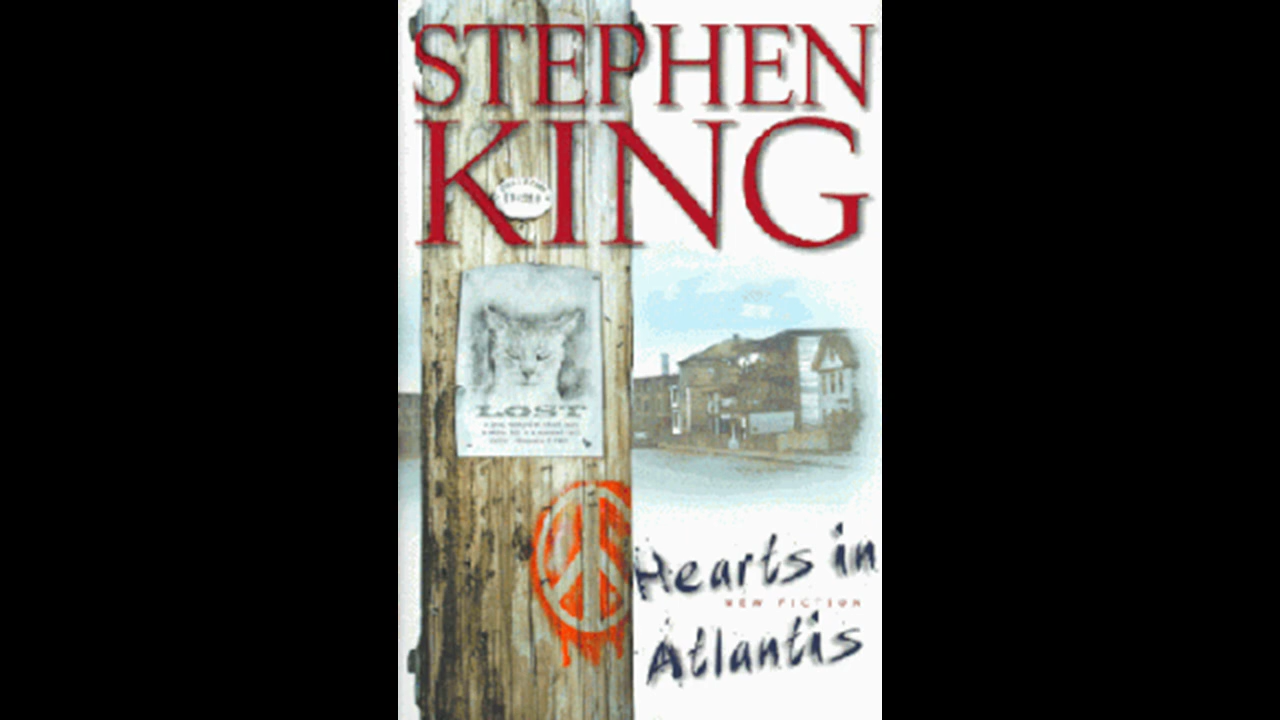 STEPHEN
KING
LOST
Hearts in
NEW FICTION
Atlantis